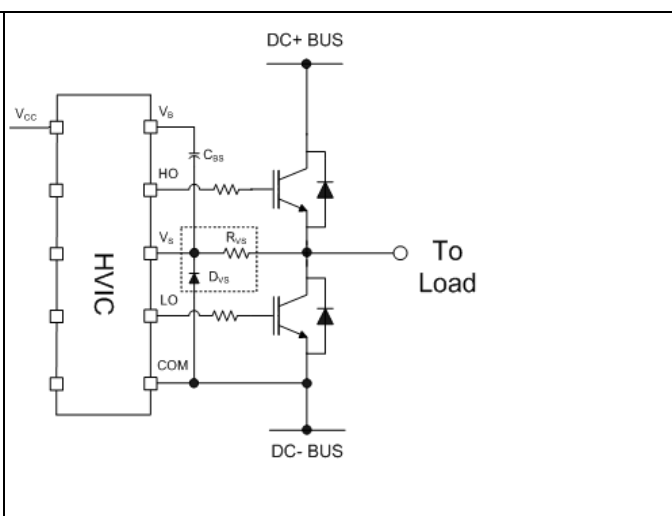 DC+ BUS
VCC
VB
CBS
HO
VS
RVS
To
Load
DVS
HVIC
LO
COM
DC- BUS